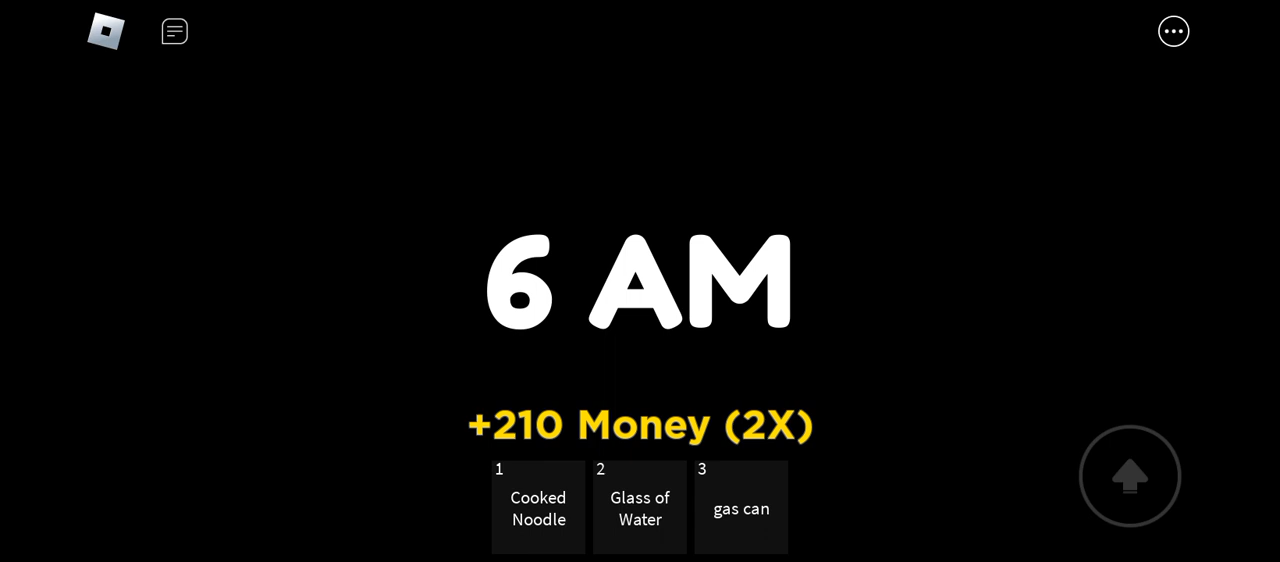 6 AM
+210 Money (2X)
1
Cooked
Noodle
2
Glass of
Water
3
gas can